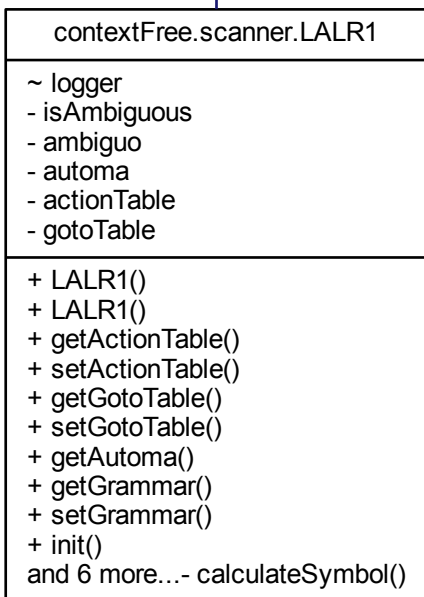 contextFree.scanner.LALR1
~ logger
- isAmbiguous
- ambiguo
- automa
- actionTable
- gotoTable
+ LALR1()
+ LALR1()
+ getActionTable()
+ setActionTable()
+ getGotoTable()
+ setGotoTable()
+ getAutoma()
+ getGrammar()
+ setGrammar()
+ init()
and 6 more...- calculateSymbol()